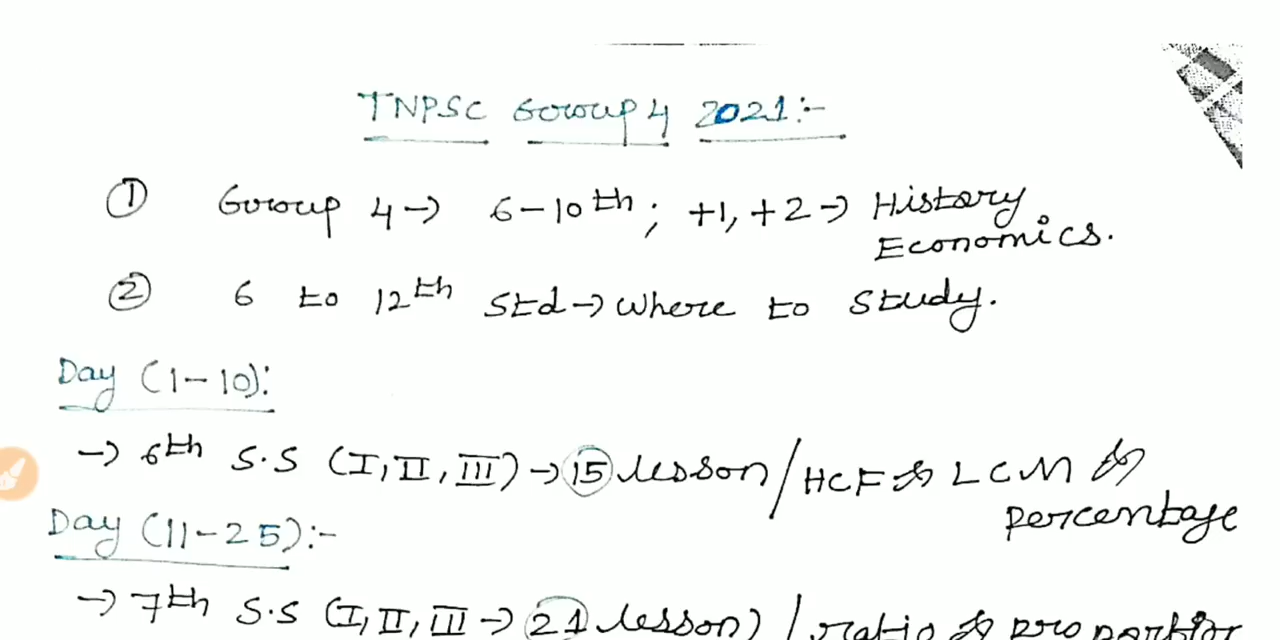 TNPSC Group 4 2021:-
① Group 4 → 6-10th; +1, +2 → History
Economics.
② 6 to 12th Std → Where to Study.
Day (1-10):
→ 6th S.S (I, II, III) → 15 lesson / HCF & LCM &
percentage
Day (11-25):-
→ 7th S.S (I, II, III → 21 lesson) / ratio &